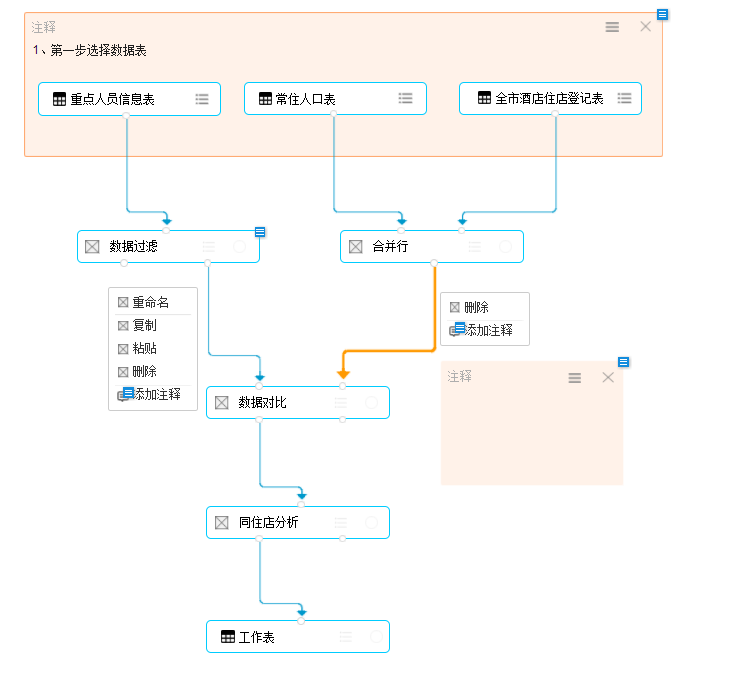 注释
1、第一步选择数据表
重点人员信息表
常住人口表
全市酒店住店登记表
数据过滤
合并行
重命名
复制
粘贴
删除
添加注释
删除
添加注释
注释
数据对比
同住店分析
工作表